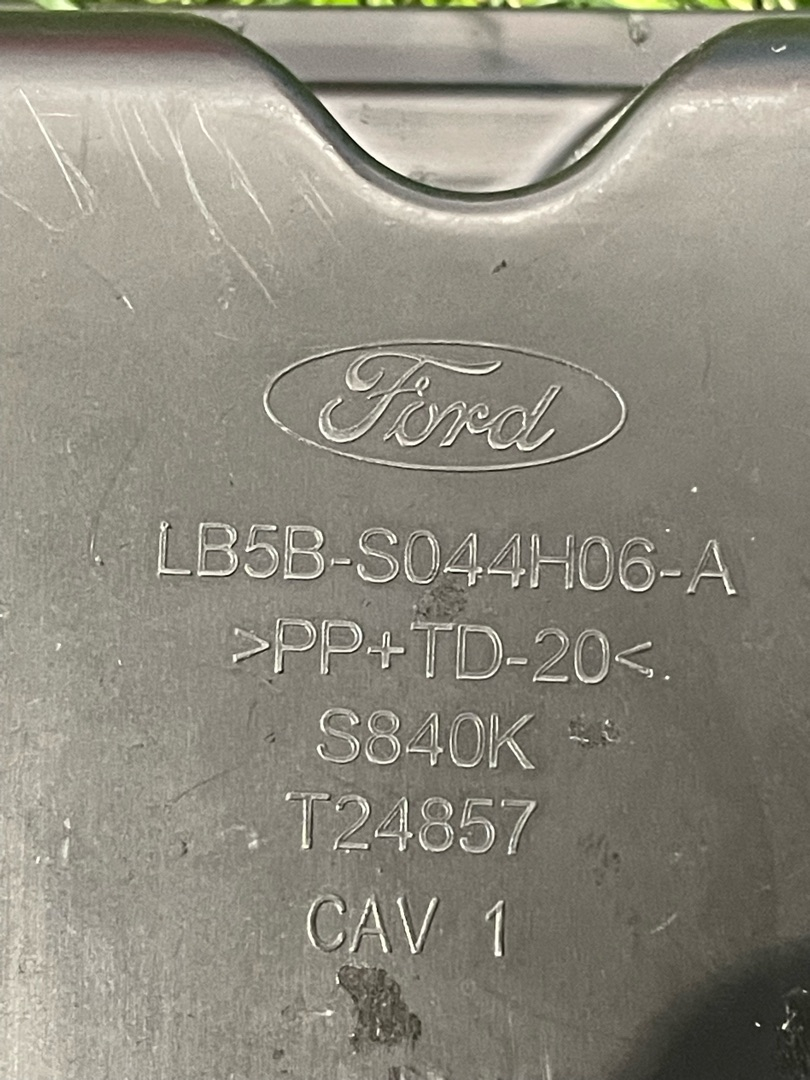 Ford
LB5B-S044H06-A
>PP+TD-20<
S840K
T24857
CAV 1